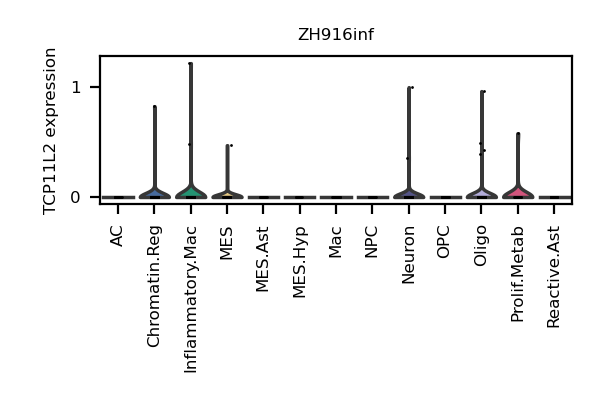 ZH916inf
TCP11L2 expression
1
0
AC
Chromatin.Reg
Inflammatory.Mac
MES
MES.Ast
MES.Hyp
Mac
NPC
Neuron
OPC
Oligo
Prolif.Metab
Reactive.Ast